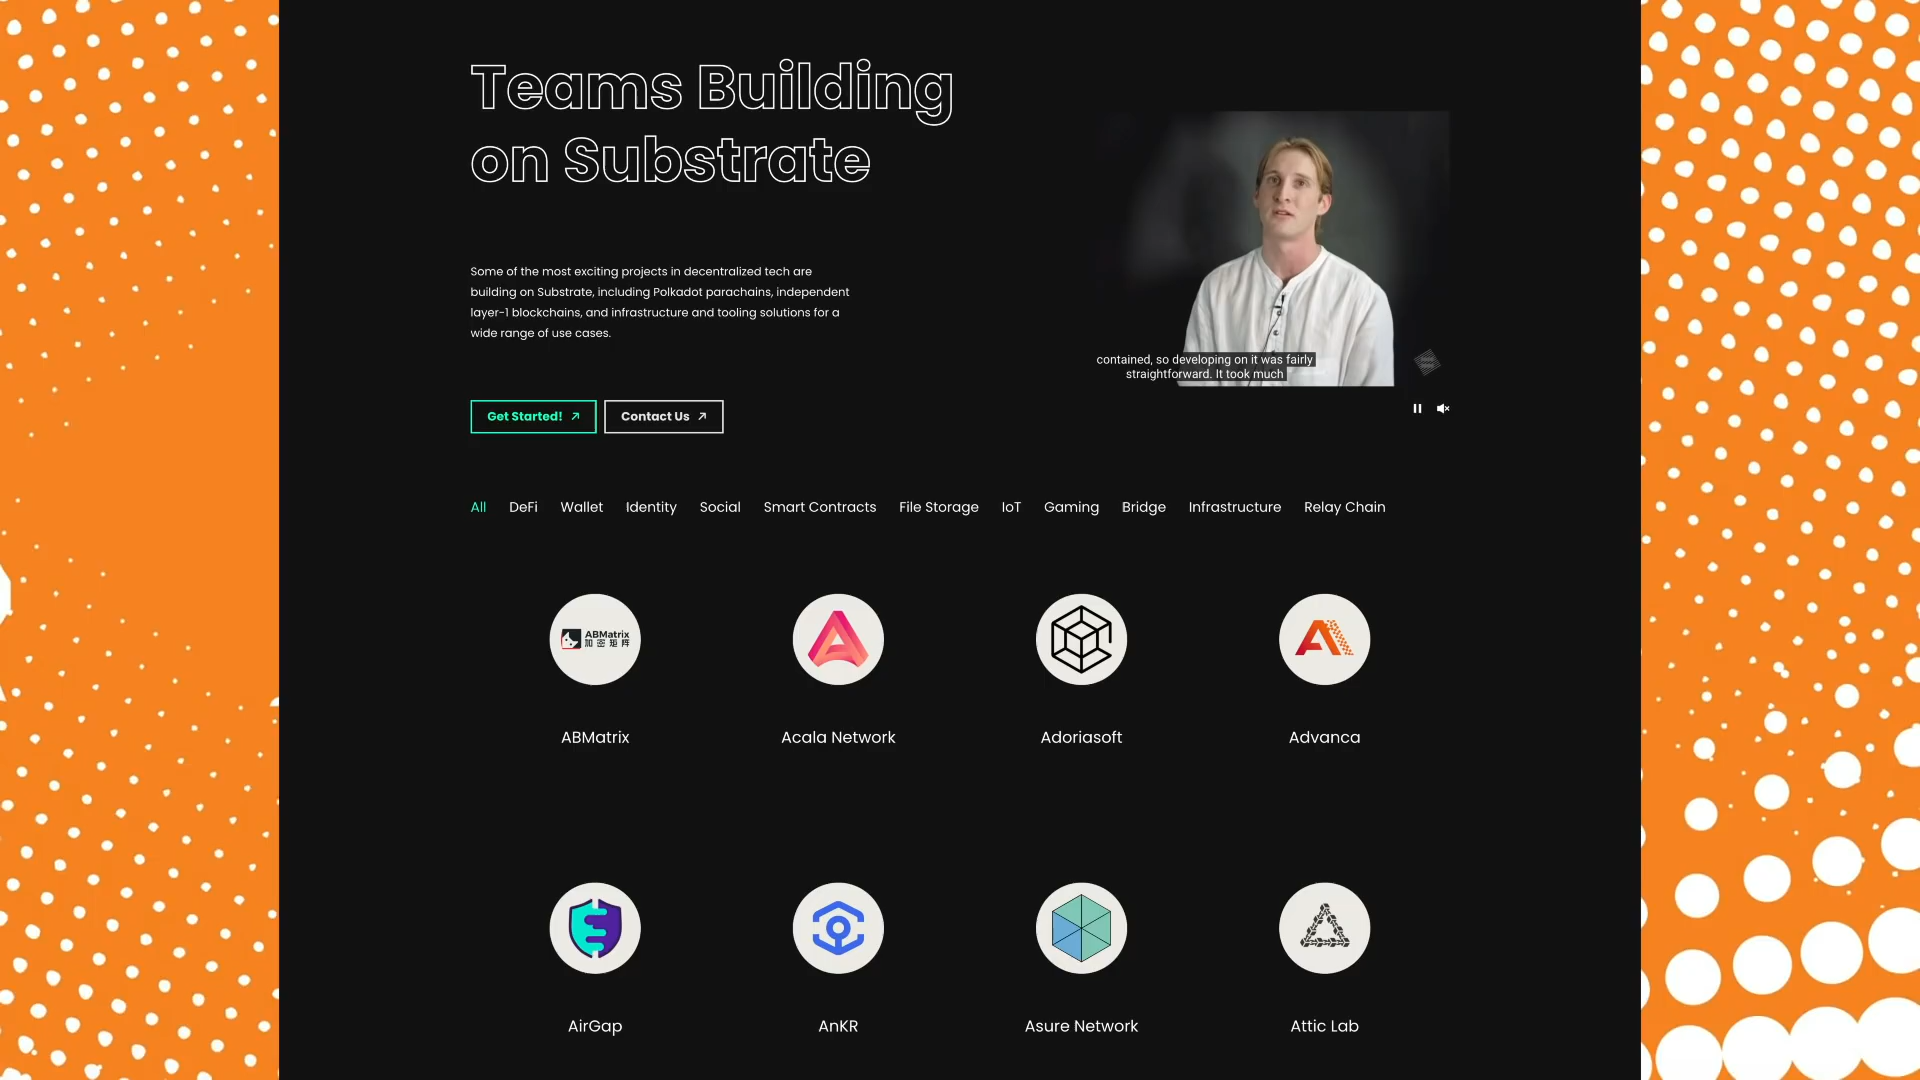 Teams Building
on Substrate
Some of the most exciting projects in decentralized tech are
building on Substrate, including Polkadot parachains, independent
layer-1 blockchains, and infrastructure and tooling solutions for a
wide range of use cases.
Get Started!
Contact Us
contained, so developing on it was fairly
straightforward. It took much
All DeFi Wallet Identity Social Smart Contracts File Storage IoT Gaming Bridge Infrastructure Relay Chain
ABMatrix
加密矩阵
ABMatrix
Acala Network
Adoriasoft
Advanca
AirGap
AnKR
Asure Network
Attic Lab